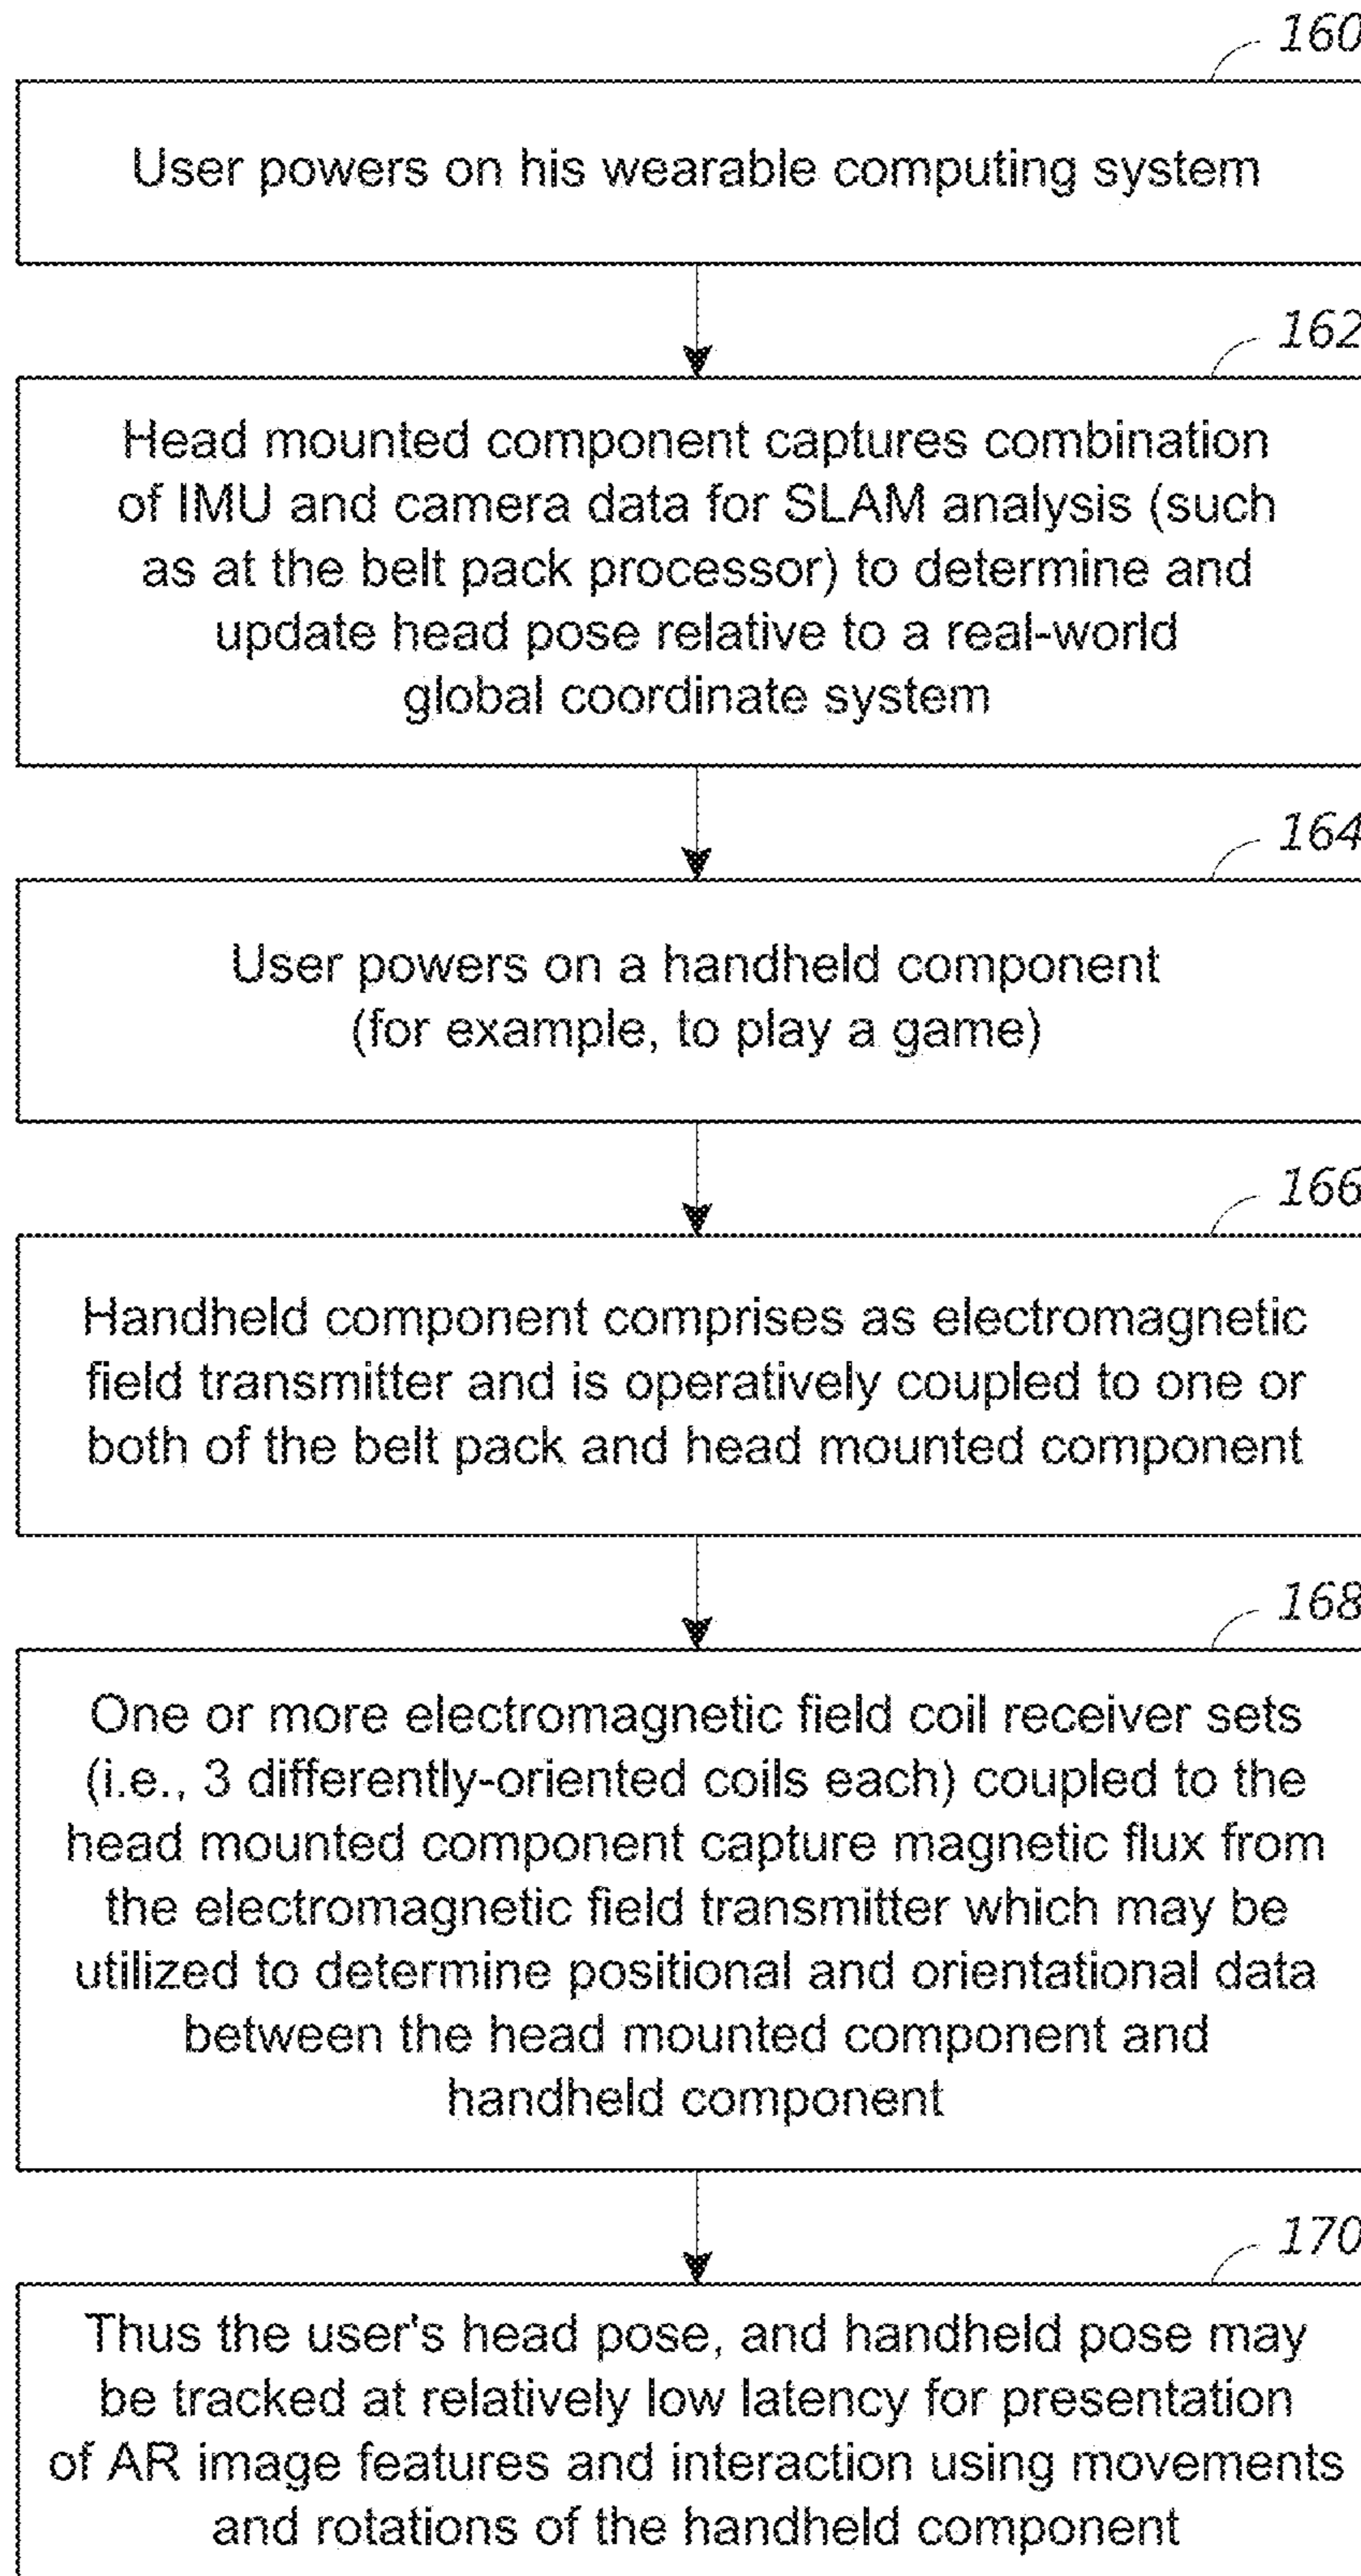 160
User powers on his wearable computing system
162
Head mounted component captures combination
of IMU and camera data for SLAM analysis (such
as at the belt pack processor) to determine and
update head pose relative to a real-world
global coordinate system
164
User powers on a handheld component
(for example, to play a game)
166
Handheld component comprises as electromagnetic
field transmitter and is operatively coupled to one or
both of the belt pack and head mounted component
168
One or more electromagnetic field coil receiver sets
(i.e., 3 differently-oriented coils each) coupled to the
head mounted component capture magnetic flux from
the electromagnetic field transmitter which may be
utilized to determine positional and orientational data
between the head mounted component and
handheld component
170
Thus the user's head pose, and handheld pose may
be tracked at relatively low latency for presentation
of AR image features and interaction using movements
and rotations of the handheld component